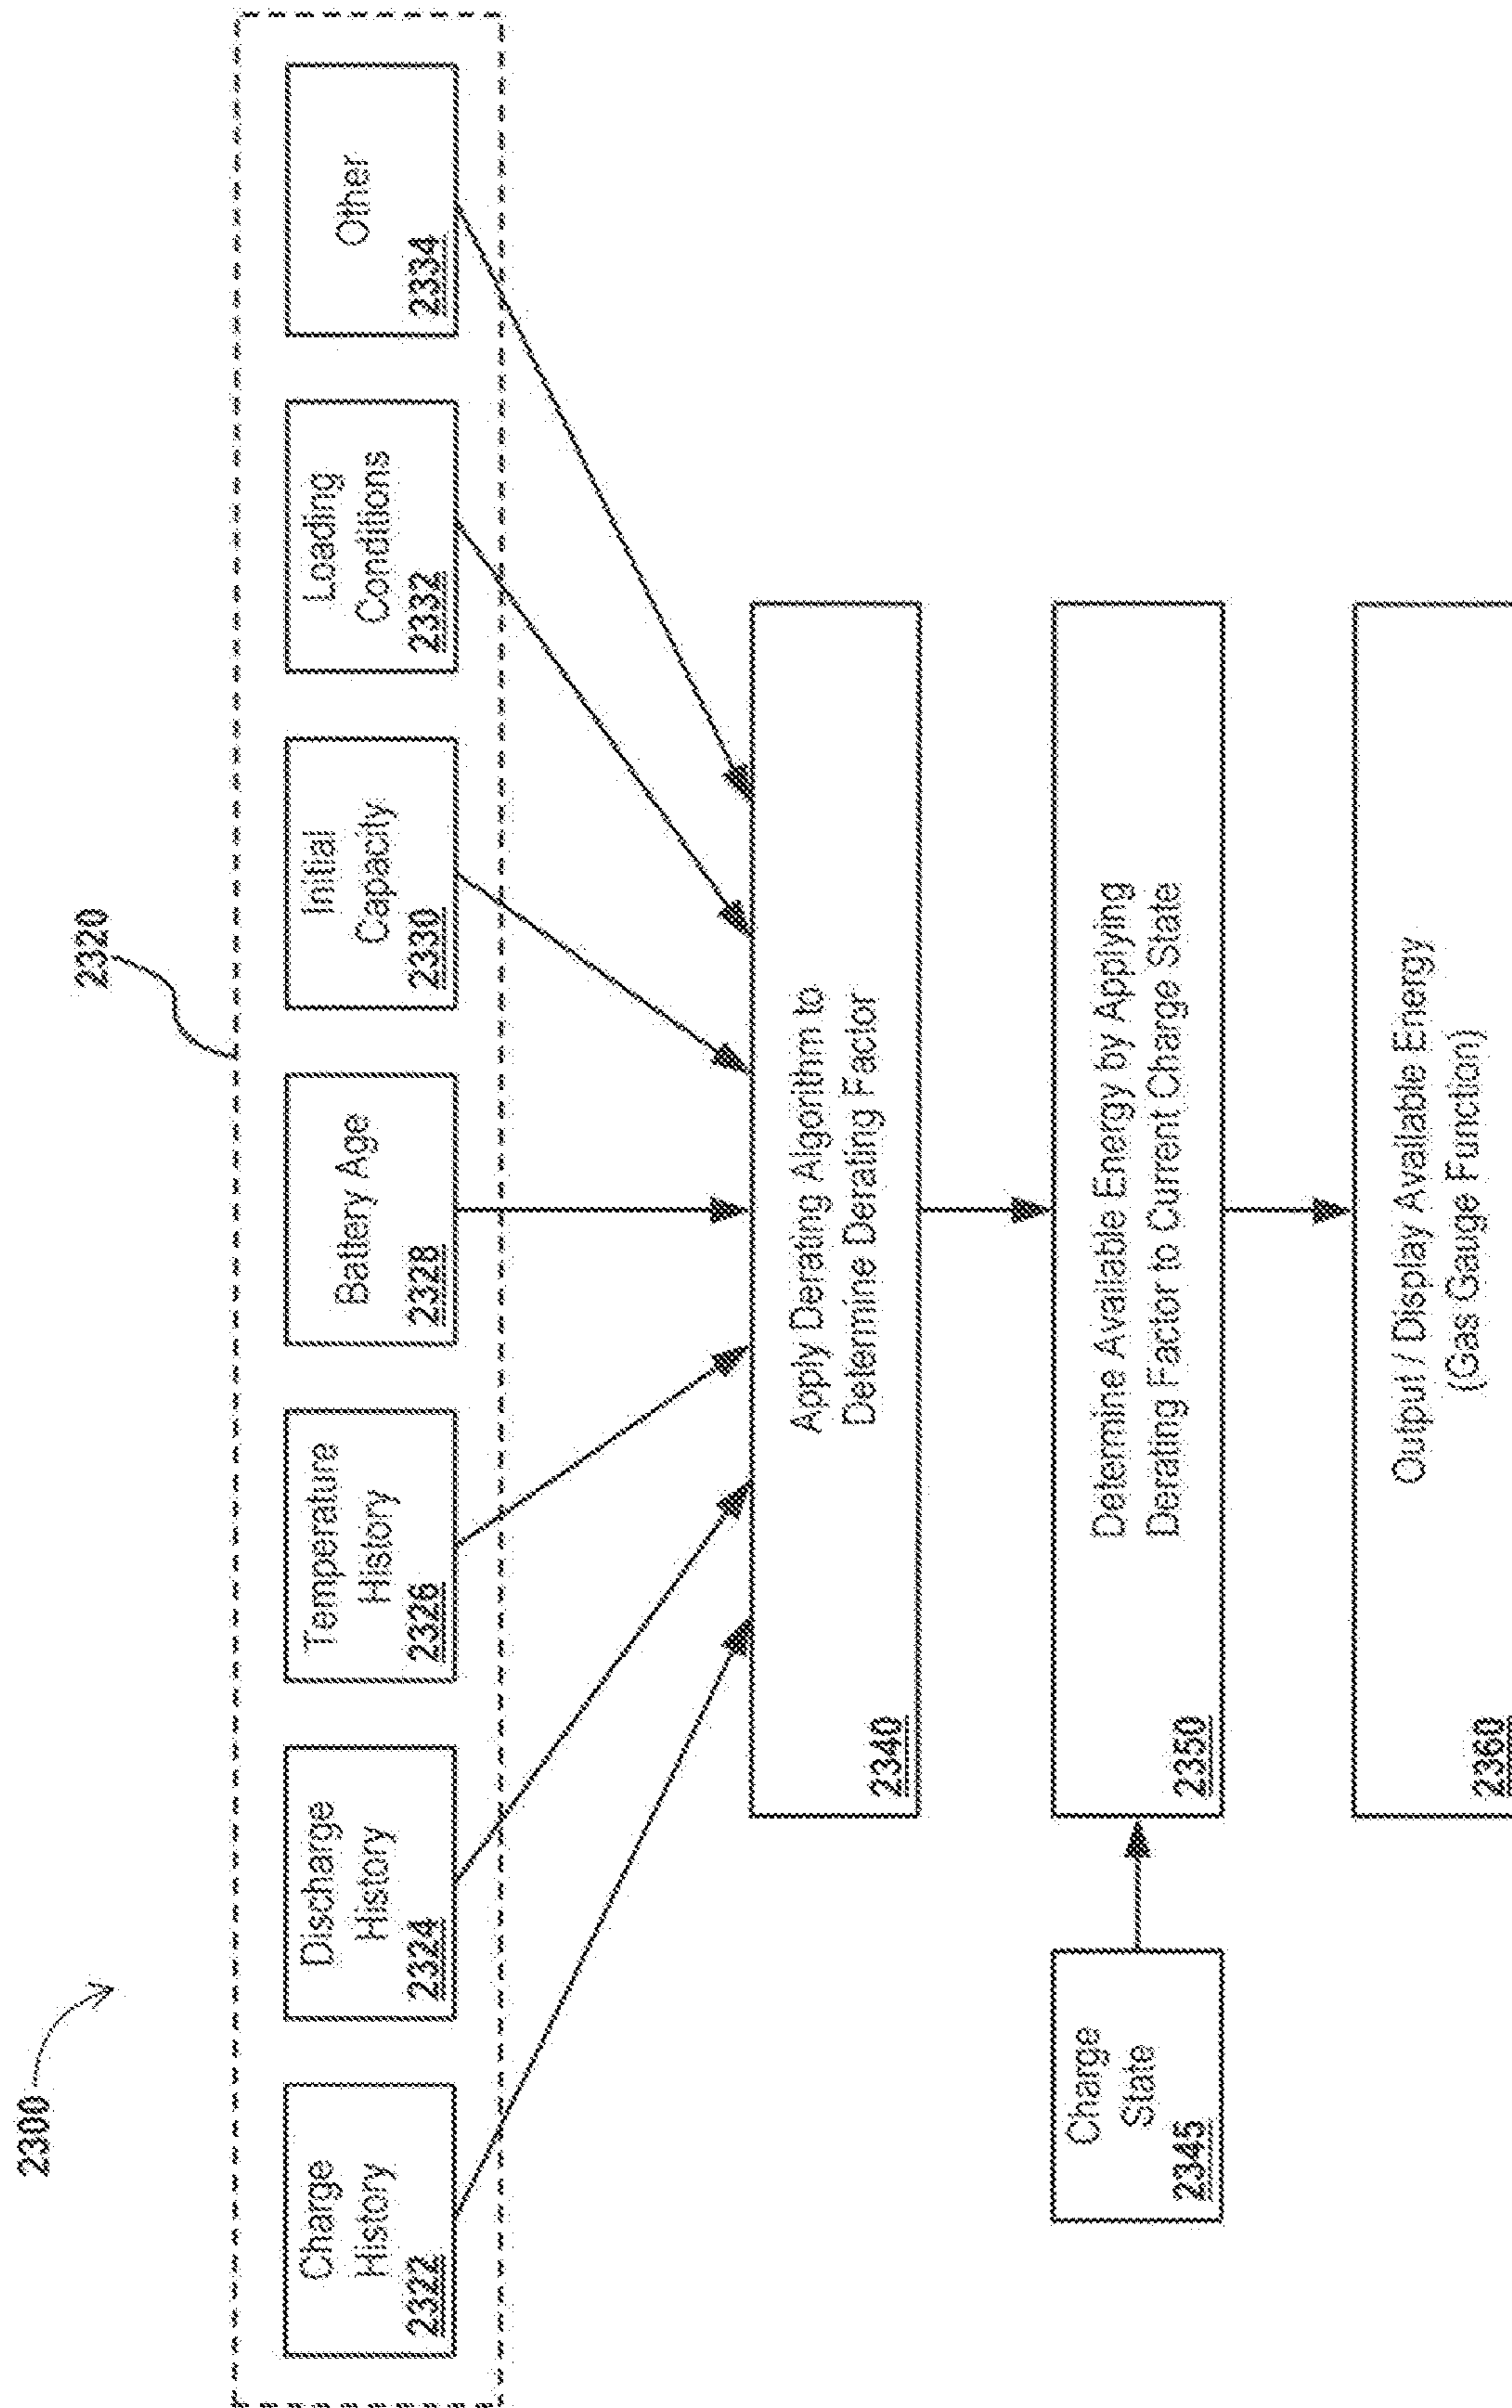 2300
2320
Charge
History
2322
Discharge
History
2324
Temperature
History
2326
Battery Age
2328
Initial
Capacity
2330
Loading
Conditions
2332
Other
2334
Apply Derating Algorithm to
Determine Derating Factor
2340
Charge
State
2345
Determine Available Energy by Applying
Derating Factor to Current Charge State
2350
Output / Display Available Energy
(Gas Gauge Function)
2360